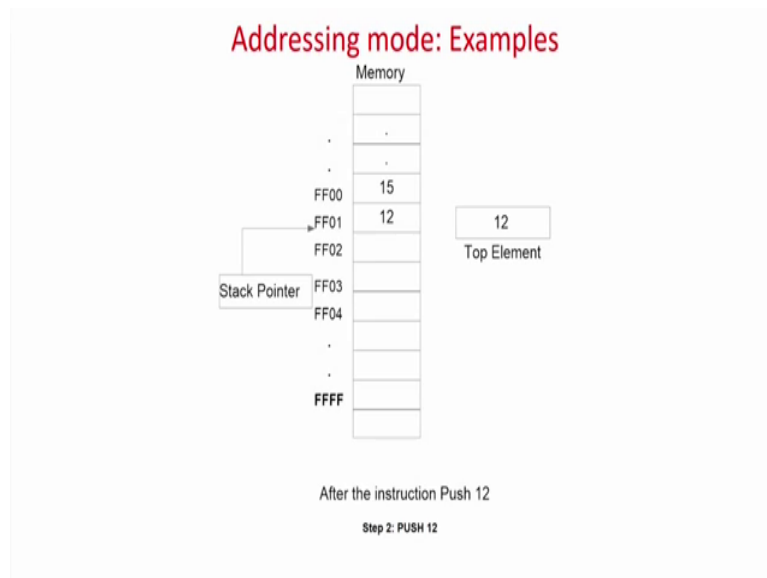 Addressing mode: Examples
Memory
.
.
.
.
FF00 15
FF01 12
12
FF02
Top Element
Stack Pointer
FF03
FF04
.
.
FFFF
After the instruction Push 12
Step 2: PUSH 12